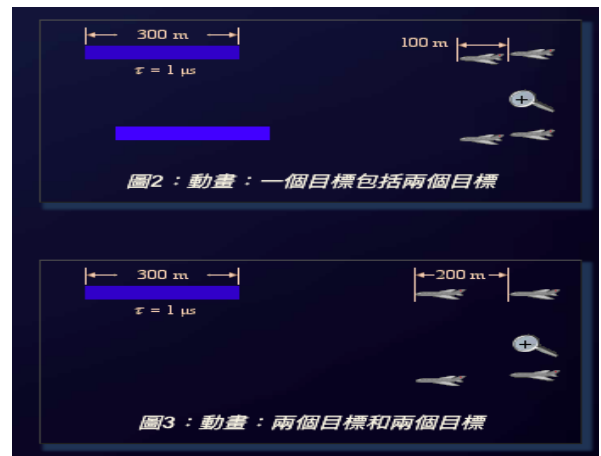 300 m
100 m
τ = 1 μs
圖2：動畫：一個目標包括兩個目標
300 m
200 m
τ = 1 μs
圖3：動畫：兩個目標和兩個目標